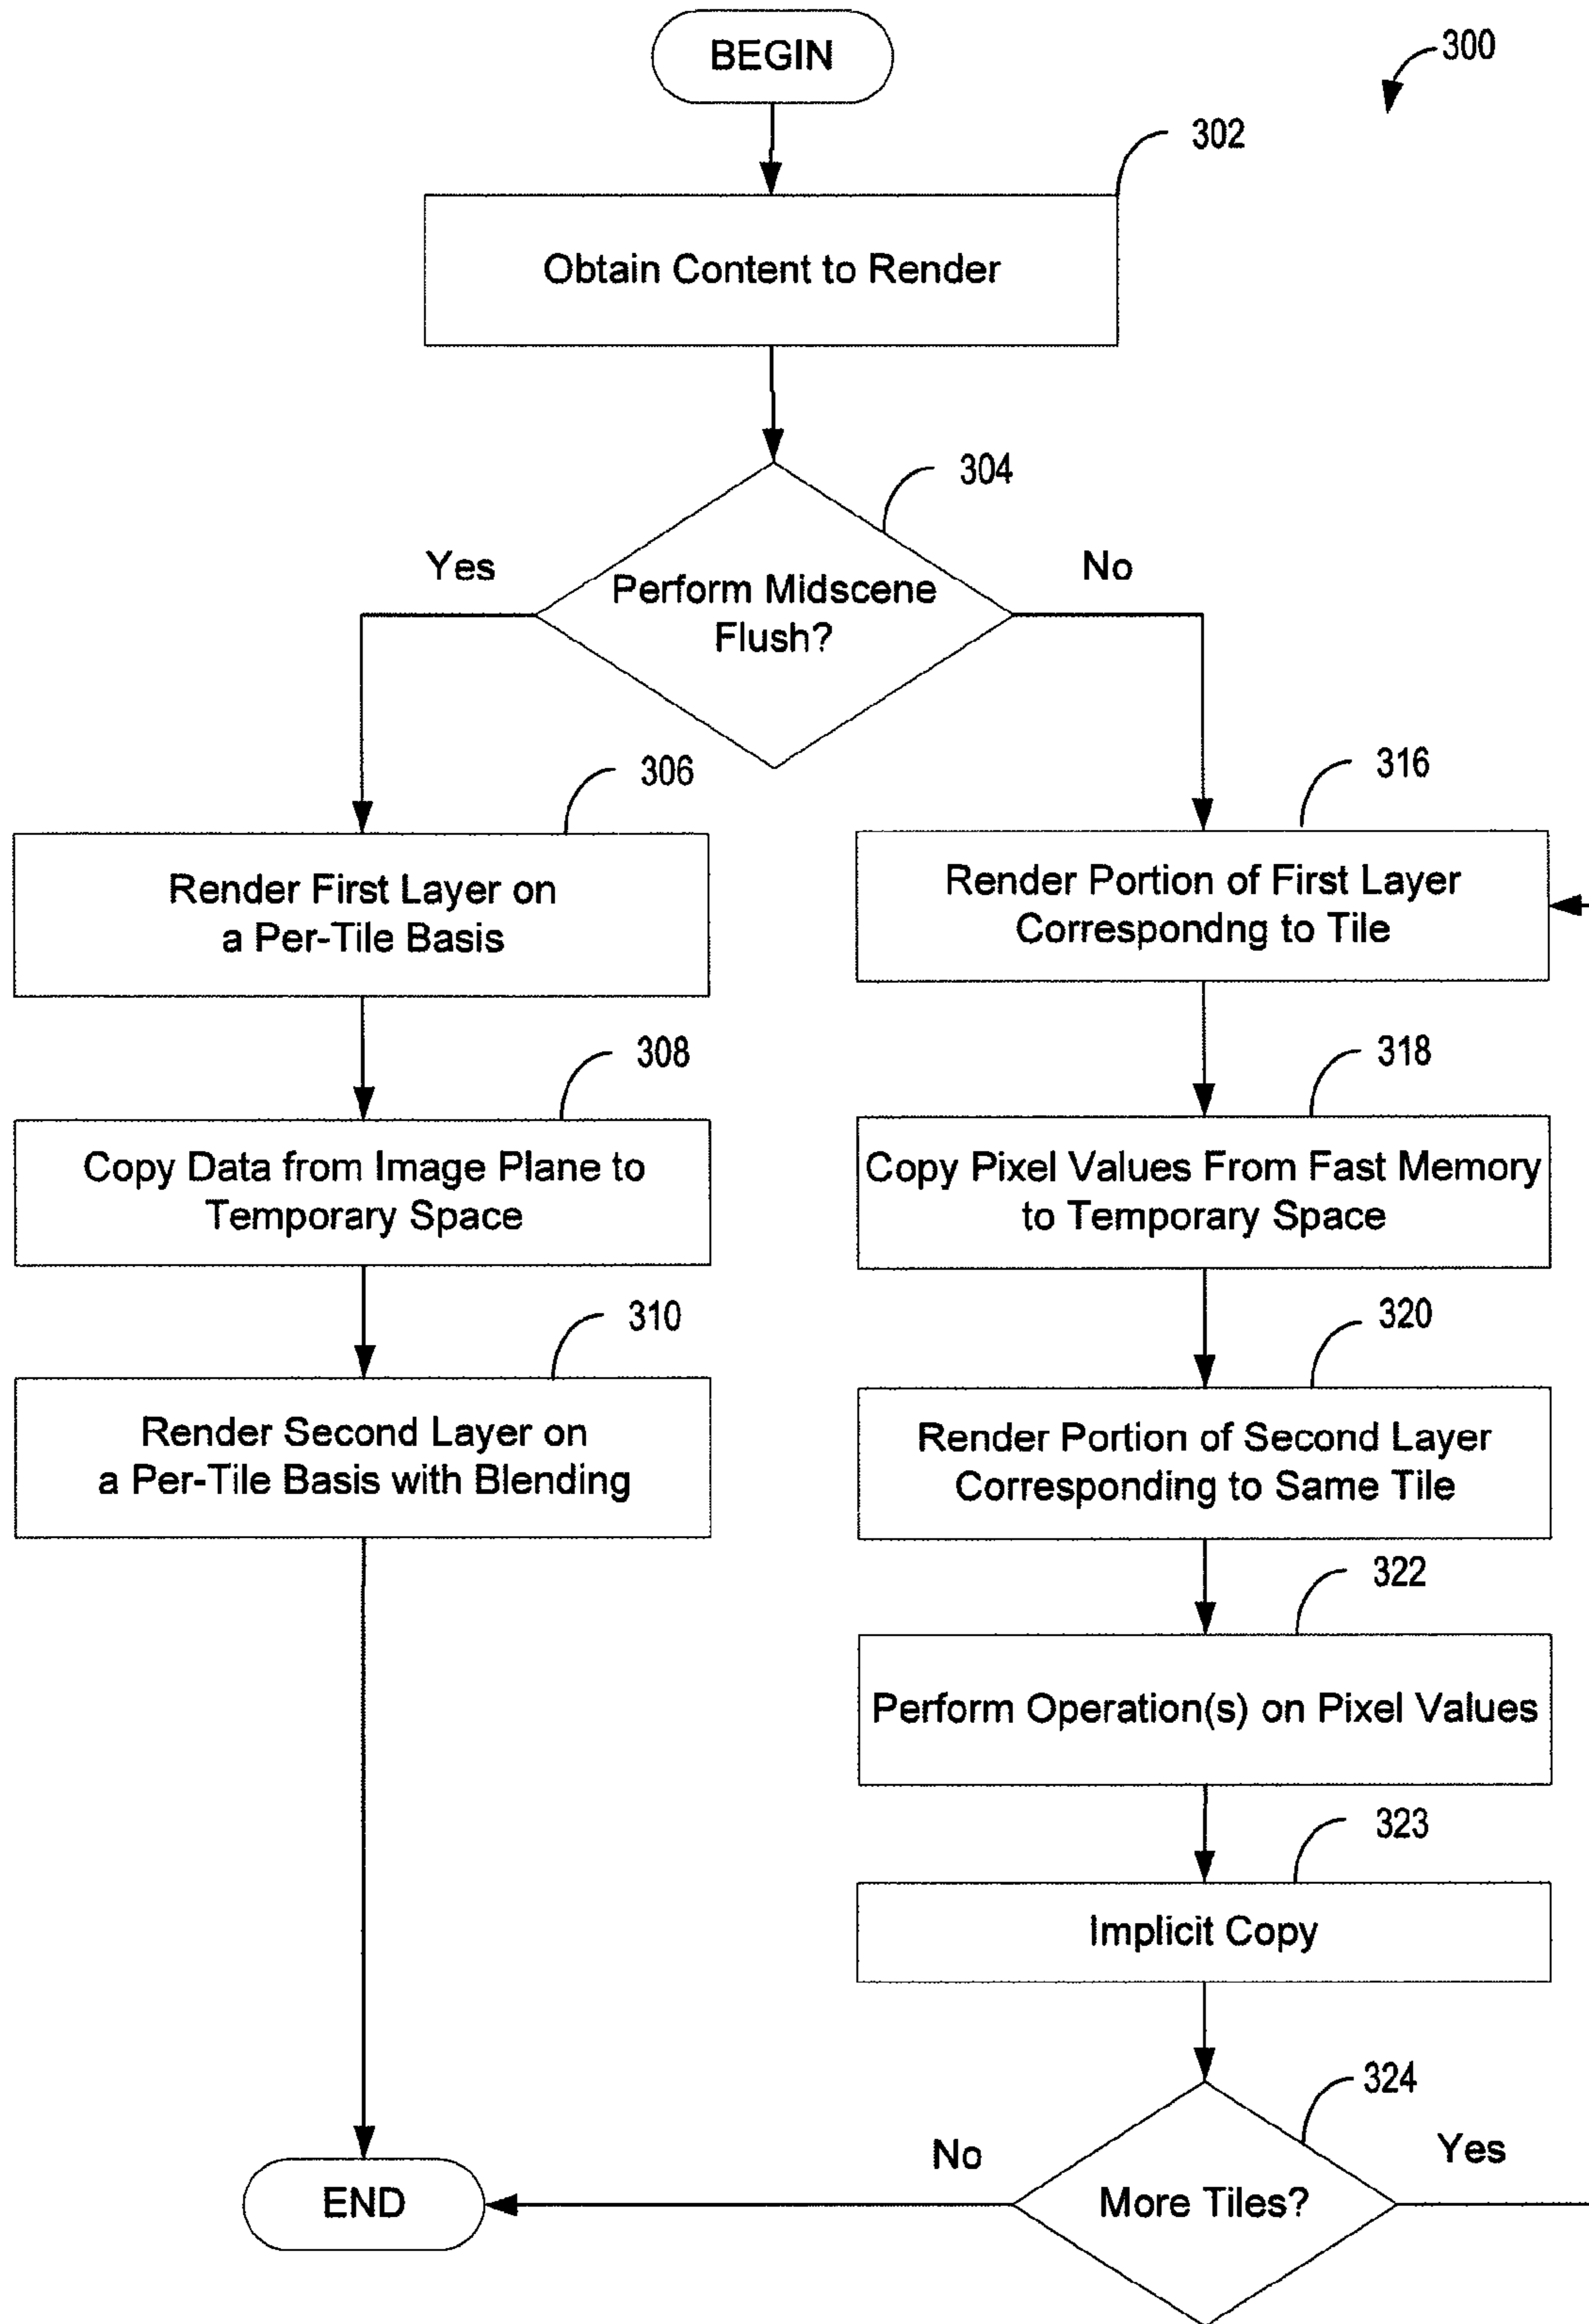 BEGIN
300
302
Obtain Content to Render
304
Yes
No
Perform Midscene
Flush?
306
316
Render First Layer on
a Per-Tile Basis
Render Portion of First Layer
Correspondng to Tile
308
318
Copy Data from Image Plane to
Temporary Space
Copy Pixel Values From Fast Memory
to Temporary Space
310
320
Render Second Layer on
a Per-Tile Basis with Blending
Render Portion of Second Layer
Corresponding to Same Tile
322
Perform Operation(s) on Pixel Values
323
Implicit Copy
324
No
Yes
END
More Tiles?